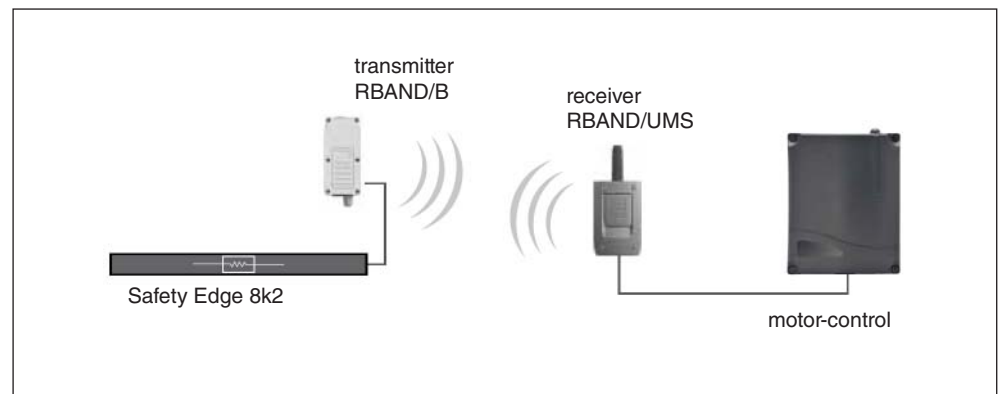 transmitter
RBAND/B
receiver
RBAND/UMS
Safety Edge 8k2
motor-control